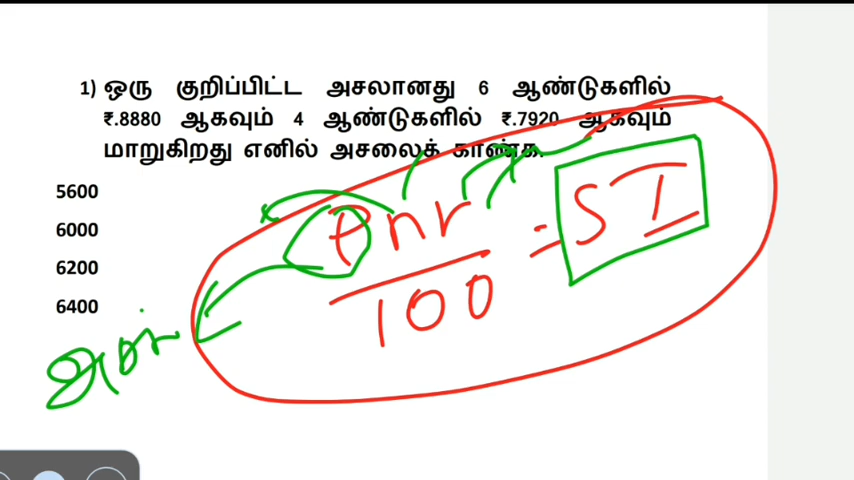 1) ஒரு குறிப்பிட்ட அசலானது 6 ஆண்டுகளில்
₹.8880 ஆகவும் 4 ஆண்டுகளில் ₹.7920 ஆகவும்
மாறுகிறது எனில் அசலைக் காண்க.
5600
6000
6200
6400
Pnr
100
= SI